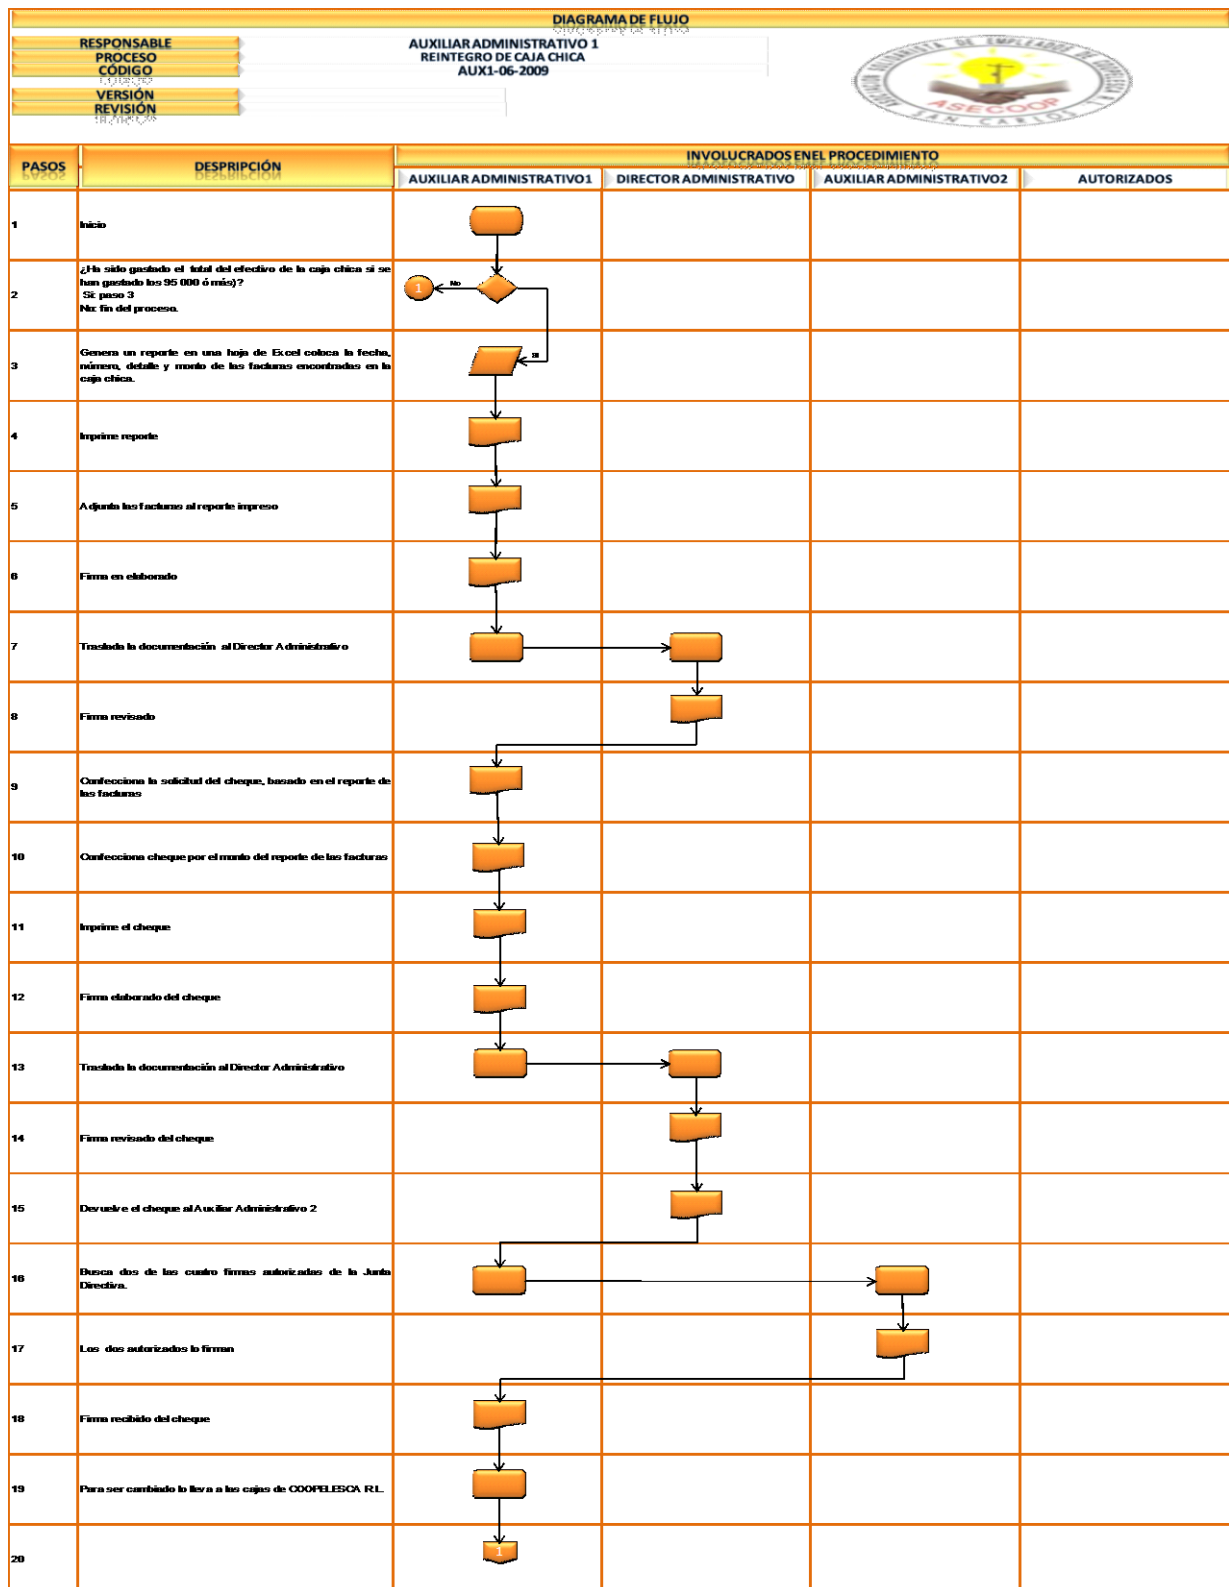 DIAGRAMA DE FLUJO
RESPONSABLE AUXILIAR ADMINISTRATIVO 1
PROCESO REINTEGRO DE CAJA CHICA
CÓDIGO AUX1-06-2009
VERSIÓN
REVISIÓN
ASOCIACION SOLIDARISTA DE EMPLEADOS DE COOPELESCA R.L.
ASECOOP
SAN CARLOS
PASOS DESPRIPCIÓN INVOLUCRADOS ENEL PROCEDIMIENTO
AUXILIAR ADMINISTRATIVO1 DIRECTOR ADMINISTRATIVO AUXILIAR ADMINISTRATIVO2 AUTORIZADOS
1 Inicio
¿Ha sido gastado el total del efectivo de la caja chica si se
han gastado los 95 000 ó más)?
2 Si: paso 3
No: fin del proceso.
1 No
Genera un reporte en una hoja de Excel coloca la fecha,
3 número, detalle y monto de las facturas encontradas en la
caja chica.
SI
4 Imprime reporte
5 Adjunta las facturas al reporte impreso
6 Firma en elaborado
7 Traslada la documentación al Director Administrativo
8 Firma revisado
9 Confecciona la solicitud del cheque, basado en el reporte de
las facturas
10 Confecciona cheque por el monto del reporte de las facturas
11 Imprime el cheque
12 Firma elaborado del cheque
13 Traslada la documentación al Director Administrativo
14 Firma revisado del cheque
15 Devuelve el cheque al Auxiliar Administrativo 2
16 Busca dos de las cuatro firmas autorizadas de la Junta
Directiva.
17 Los dos autorizados lo firman
18 Firma recibido del cheque
19 Para ser cambiado lo lleva a las cajas de COOPELESCA R.L.
20 1